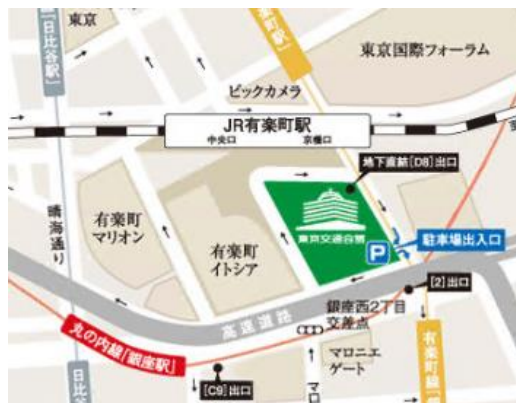 東京
日比谷駅」
有楽町駅」
東京国際フォーラム
ビックカメラ
JR有楽町駅
中央口
京橋口
地下直結[D8]出口
晴海通り
有楽町
マリオン
有楽町
イトシア
東京交通会館
P
駐車場出入口
[2]出口
高速道路
銀座西2丁目
交差点
丸の内線「銀座駅」
マロニエ
ゲート
[C9]出口
マロ
有楽町線「
日比